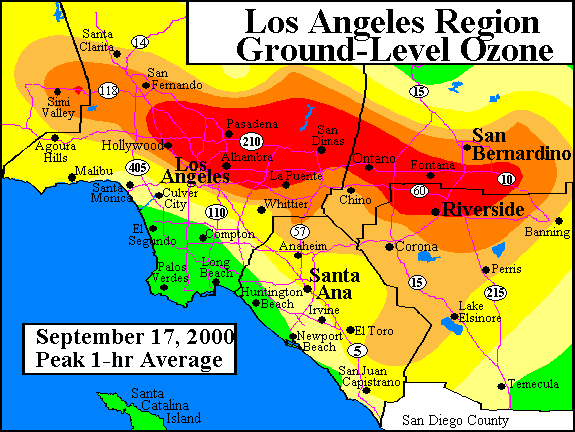 Los Angeles Region
Ground-Level Ozone
Santa
Clarita
14
15
San
Fernando
118
Simi
Valley
Pasadena
210
San
Dimas
San
Bernardino
Agoura
Hills
Hollywood
Alhambra
Ontano
Fontana
405
Los
Angeles
La Fuente
10
Malibu
Santa
Monica
Culver
City
Whittier
Chino
60
Riverside
110
El
Segundo
Compton
57
Anaheim
Corona
Banning
Palos
Verdes
Long
Beach
Santa
Ana
Perris
Huntington
Beach
15
215
Irvine
Lake
Elsinore
Newport
Beach
El Toro
5
September 17, 2000
Peak 1-hr Average
San Juan
Capistrano
Temecula
Santa
Catalina
Island
San Diego County